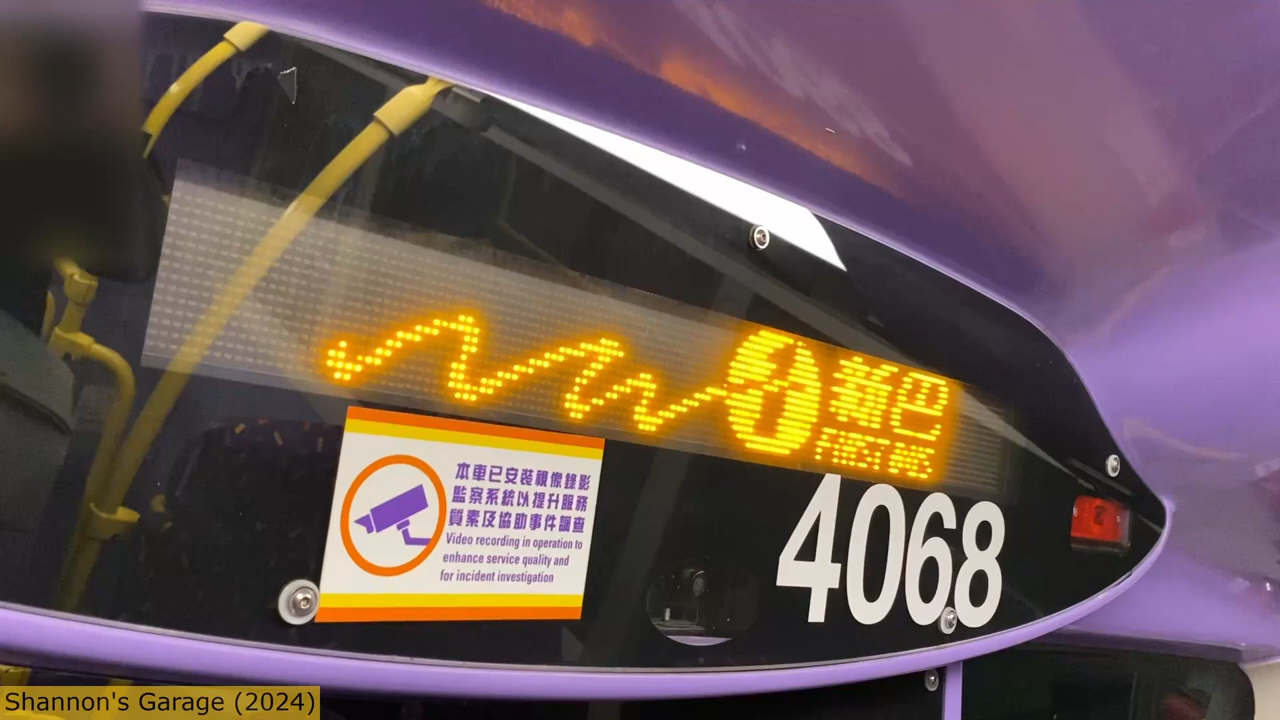 新巴
FIRST BUS
4068
本車已安裝視像錄影
監察系統以提升服務
質素及協助事件調查
Video recording in operation to
enhance service quality and
for incident investigation
Shannon's Garage (2024)